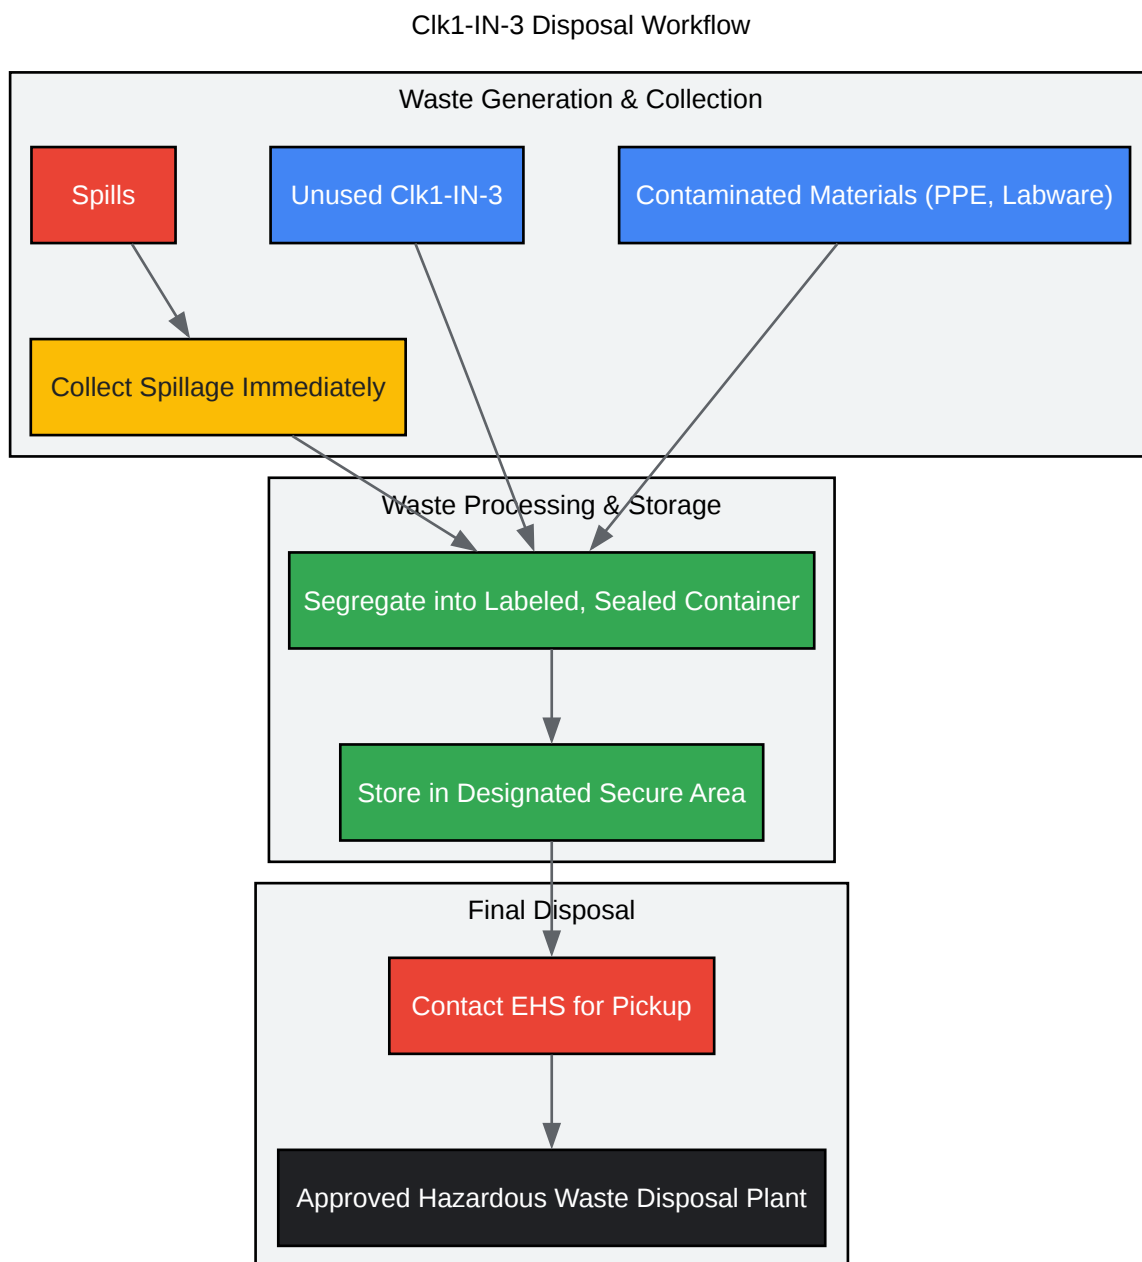 Clk1-IN-3 Disposal Workflow
Waste Generation & Collection
Spills
Unused Clk1-IN-3
Contaminated Materials (PPE, Labware)
Collect Spillage Immediately
Waste Processing & Storage
Segregate into Labeled, Sealed Container
Store in Designated Secure Area
Final Disposal
Contact EHS for Pickup
Approved Hazardous Waste Disposal Plant